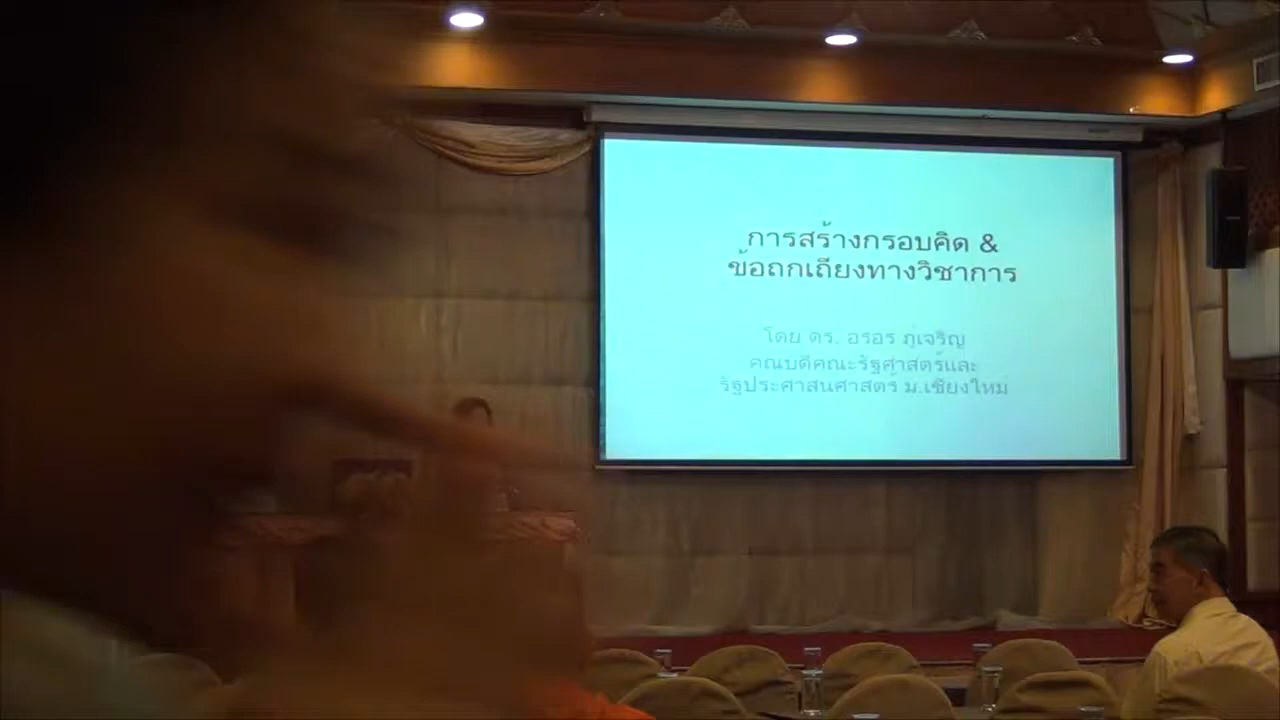 การสร้างกรอบคิด &
ข้อถกเถียงทางวิชาการ
โดย ดร. อรอร ภู่เจริญ
คณบดีคณะรัฐศาสตร์และ
รัฐประศาสนศาสตร์ ม.เชียงใหม่